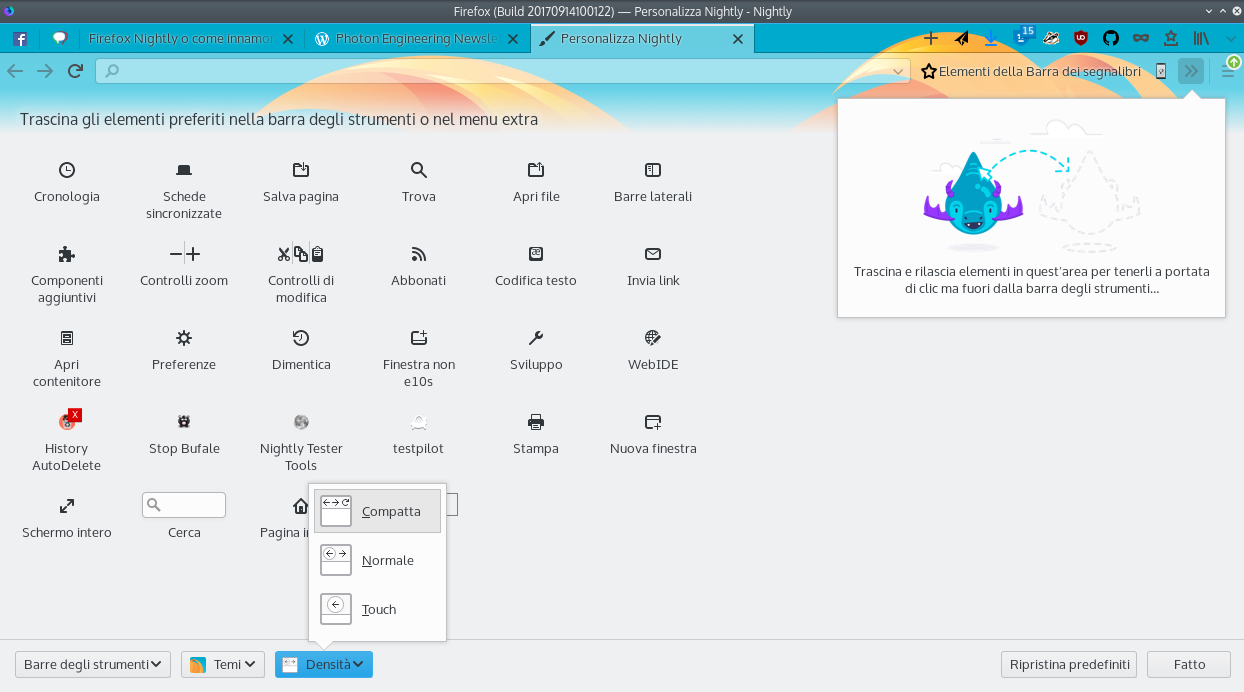 Firefox (Build 20170914100122) — Personalizza Nightly - Nightly
Firefox Nightly o come innamo
Photon Engineering Newsle
Personalizza Nightly
15
Elementi della Barra dei segnalibri
Trascina gli elementi preferiti nella barra degli strumenti o nel menu extra
Cronologia
Schede
sincronizzate
Salva pagina
Trova
Apri file
Barre laterali
Componenti
aggiuntivi
Controlli zoom
Controlli di
modifica
Abbonati
Codifica testo
Invia link
Trascina e rilascia elementi in quest'area per tenerli a portata
di clic ma fuori dalla barra degli strumenti...
Apri
contenitore
Preferenze
Dimentica
Finestra non
e10s
Sviluppo
WebIDE
X
History
AutoDelete
Stop Bufale
Nightly Tester
Tools
testpilot
Stampa
Nuova finestra
Schermo intero
Cerca
Pagina in
Compatta
Normale
Touch
Barre degli strumenti
Temi
Densità
Ripristina predefiniti
Fatto